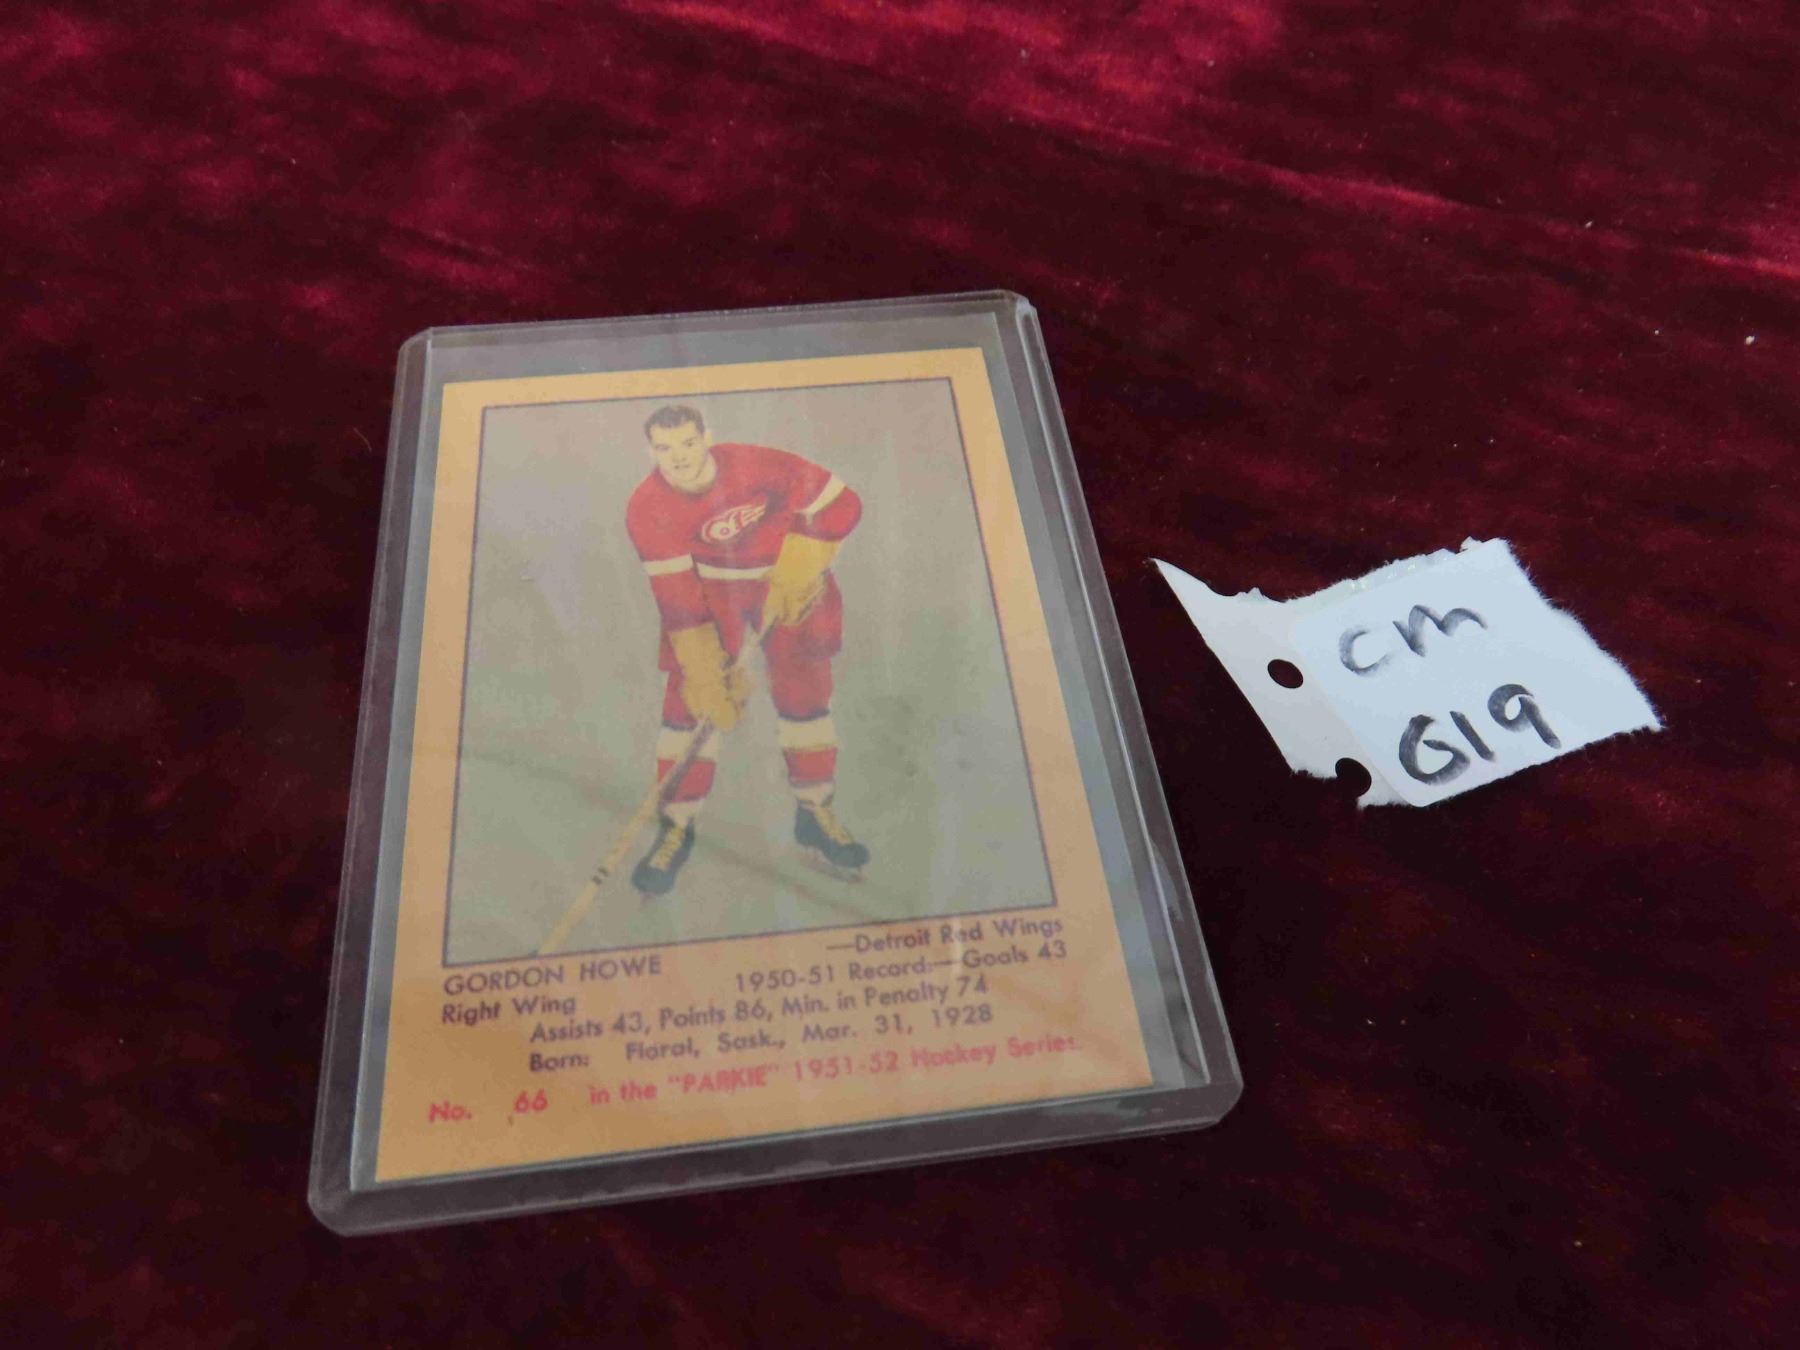 GORDON HOWE —Detroit Red Wings
Right Wing 1950-51 Record:—Goals 43
Assists 43, Points 86, Min. in Penalty 74
Born: Floral, Sask., Mar. 31, 1928
No. 66 in the "PARKIE" 1951-52 Hockey Series.
CM
G19